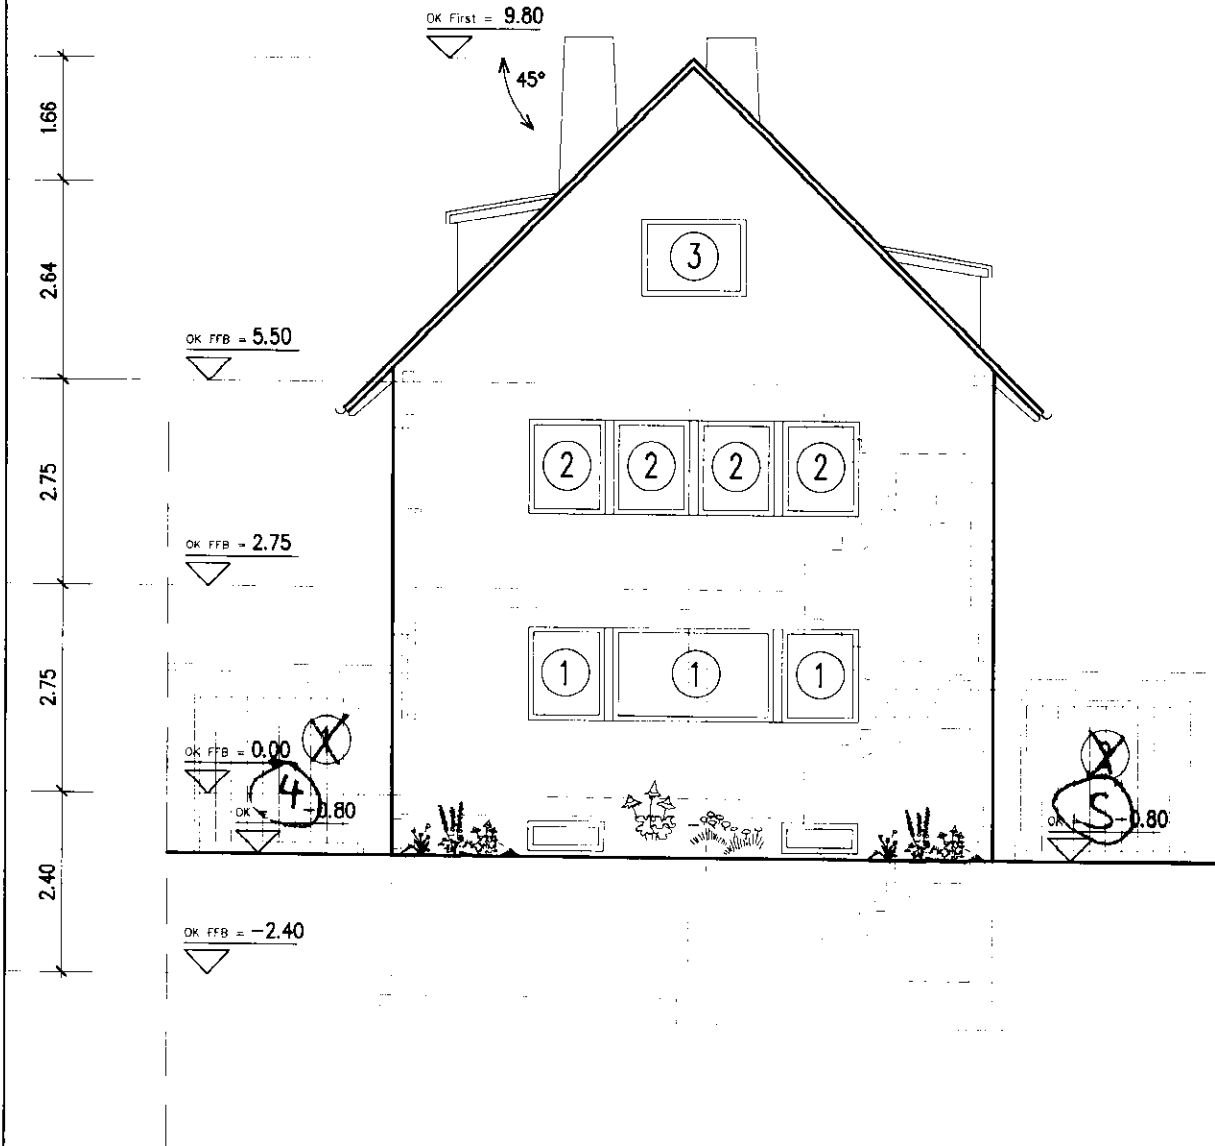 OK First = 9.80
45°
1.66
2.64
3
OK FFB = 5.50
2.75
2 2 2 2
OK FFB = 2.75
2.75
1 1 1
OK FFB = 0.00
4
OK -0.80
S
OK -0.80
2.40
OK FFB = -2.40